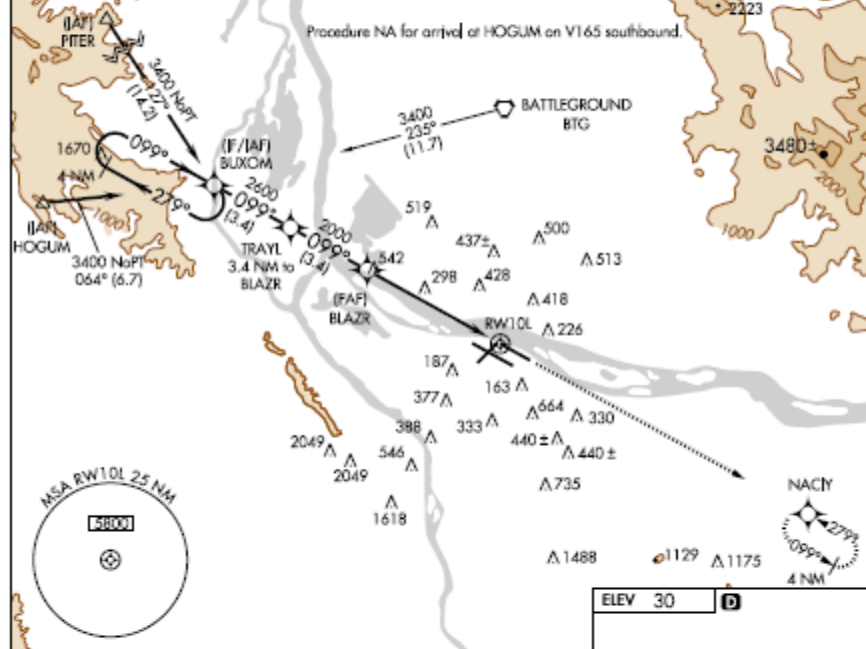 (IAF)
PITER
Procedure NA for arrival at HOGUM on V165 southbound.
2223
3400 NoPT
127°
(14.2)
BATTLEGROUND
BTG
3400
235°
(11.7)
(IF/IAF)
BUXOM
1670
099°
4 NM
279°
3480±
2000
1000
2600
099°
(3.4)
(IAF)
HOGUM
1000
3400 NoPT
064° (6.7)
TRAYL
3.4 NM to
BLAZR
2000
099°
(3.4)
542
(FAF)
BLAZR
519
437±
500
513
298
428
418
226
RW10L
187
163
377
664
330
388
333
440±
440±
2049
2049
546
735
1618
MSA RW10L 25 NM
5800
NACIY
279°
099°
4 NM
1488
1129
1175
ELEV 30 D